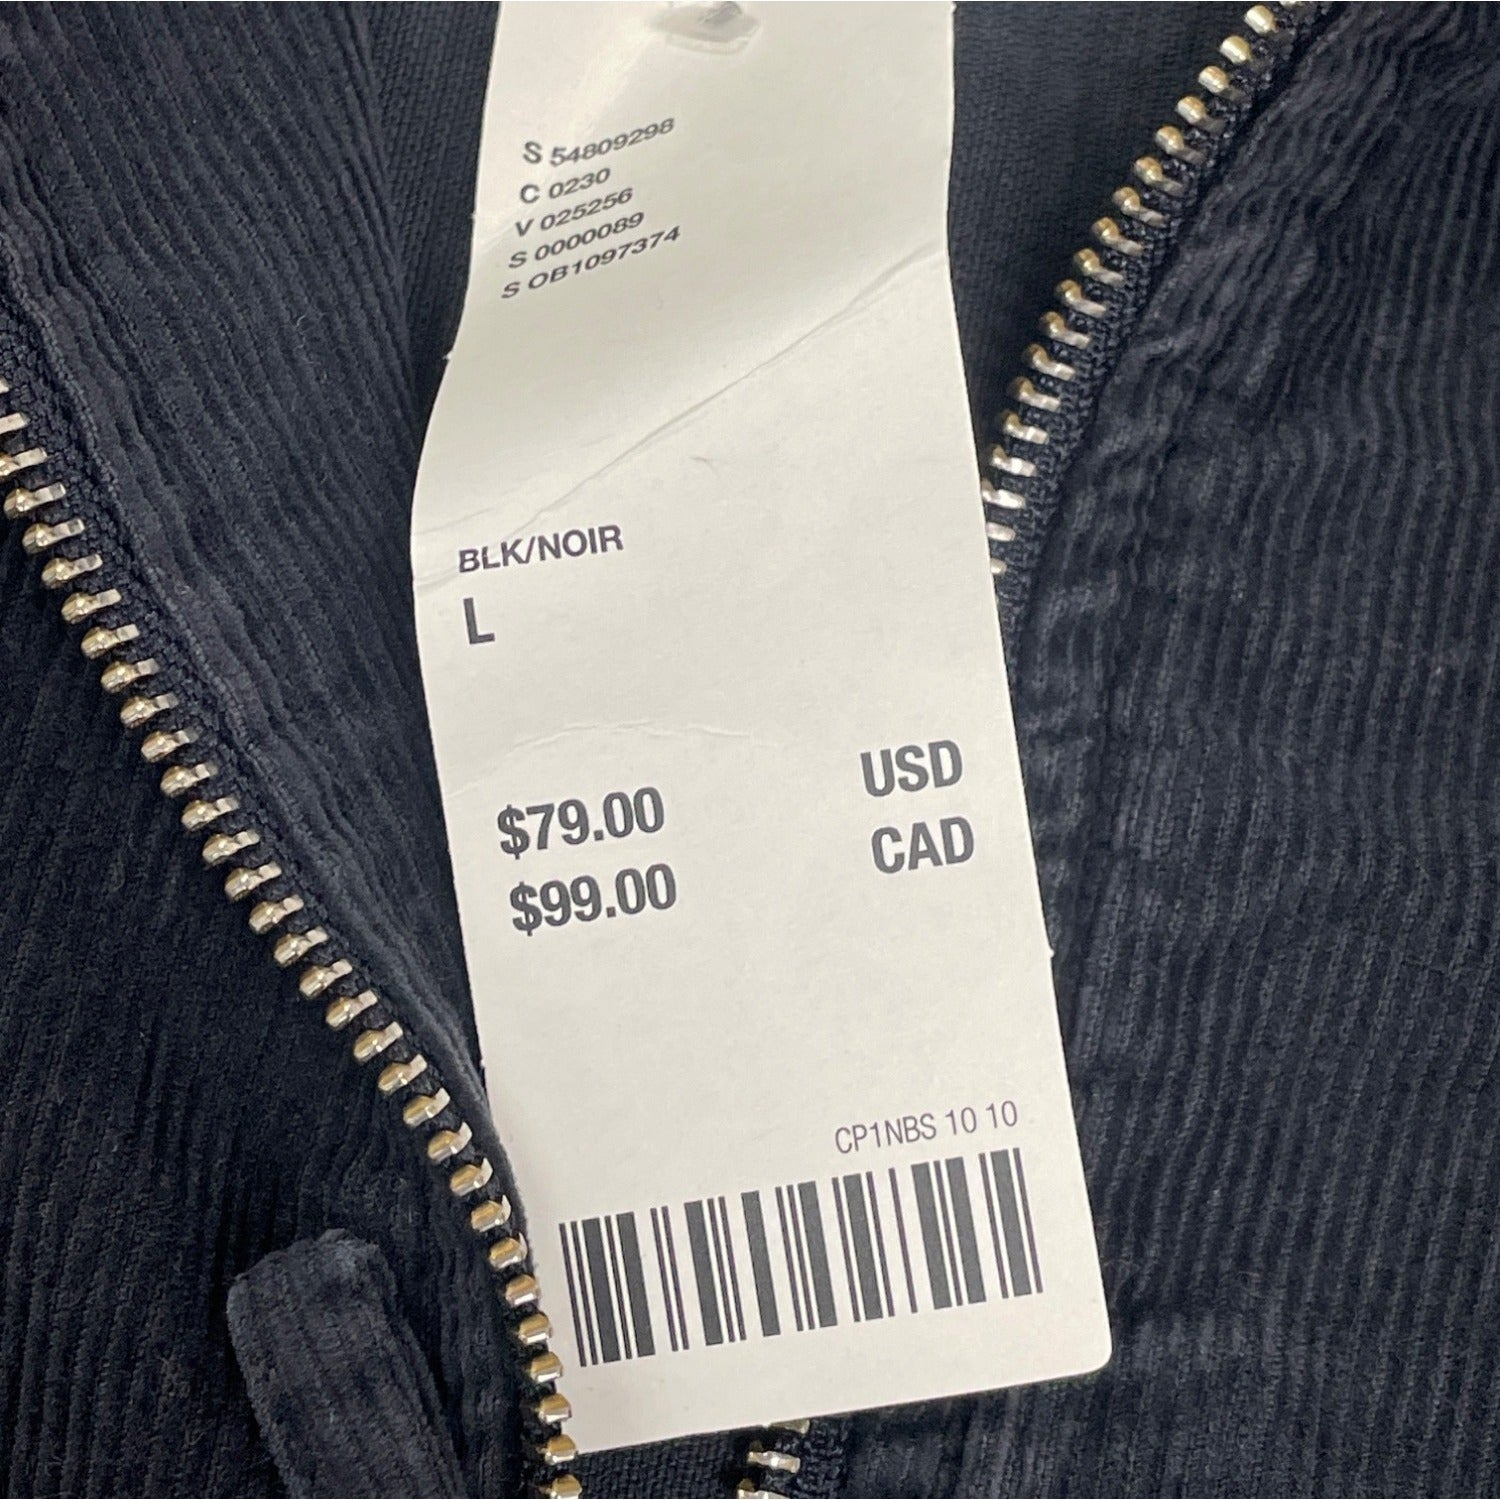 S 54809298
C 0230
V 025256
S 0000089
S OB1097374
BLK/NOIR
L
$79.00 USD
$99.00 CAD
CP1NBS 10 10